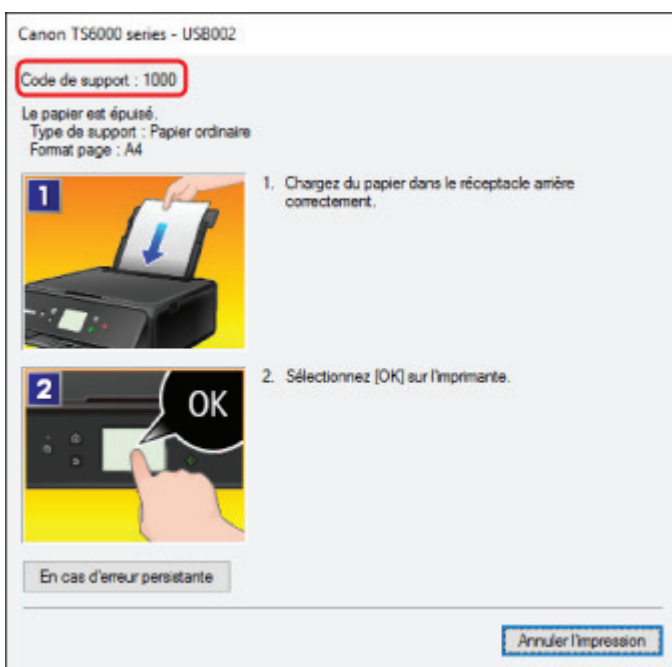 Canon TS6000 series - USB002
Code de support : 1000
Le papier est épuisé.
Type de support : Papier ordinaire
Format page : A4
1
1. Chargez du papier dans le réceptacle arrière
correctement.
2
OK
2. Sélectionnez [OK] sur l'imprimante.
En cas d'erreur persistante
Annuler l'impression